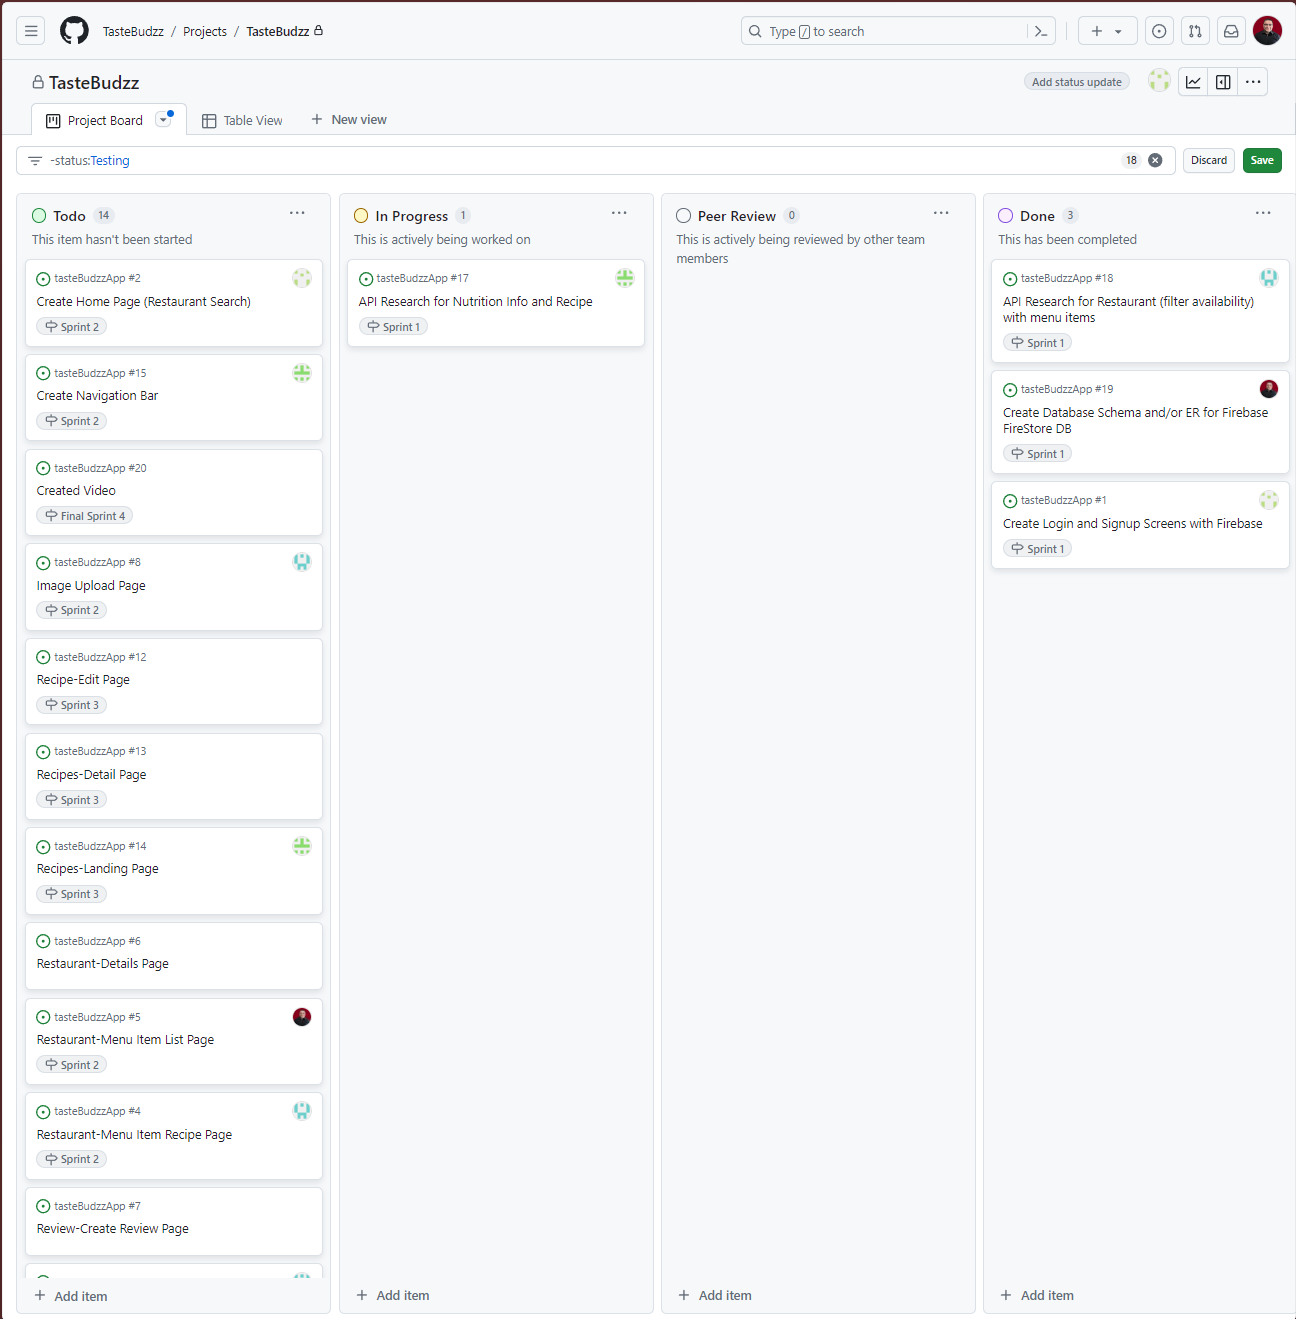 TasteBudzz / Projects / TasteBudzz
Type / to search
TasteBudzz
Add status update
Project Board
Table View
New view
-status:Testing
18
Discard
Save
Todo 14
This item hasn't been started
tasteBudzzApp #2
Create Home Page (Restaurant Search)
Sprint 2
tasteBudzzApp #15
Create Navigation Bar
Sprint 2
tasteBudzzApp #20
Created Video
Final Sprint 4
tasteBudzzApp #8
Image Upload Page
Sprint 2
tasteBudzzApp #12
Recipe-Edit Page
Sprint 3
tasteBudzzApp #13
Recipes-Detail Page
Sprint 3
tasteBudzzApp #14
Recipes-Landing Page
Sprint 3
tasteBudzzApp #6
Restaurant-Details Page
tasteBudzzApp #5
Restaurant-Menu Item List Page
Sprint 2
tasteBudzzApp #4
Restaurant-Menu Item Recipe Page
Sprint 2
tasteBudzzApp #7
Review-Create Review Page
+ Add item
In Progress 1
This is actively being worked on
tasteBudzzApp #17
API Research for Nutrition Info and Recipe
Sprint 1
+ Add item
Peer Review 0
This is actively being reviewed by other team
members
+ Add item
Done 3
This has been completed
tasteBudzzApp #18
API Research for Restaurant (filter availability)
with menu items
Sprint 1
tasteBudzzApp #19
Create Database Schema and/or ER for Firebase
FireStore DB
Sprint 1
tasteBudzzApp #1
Create Login and Signup Screens with Firebase
Sprint 1
+ Add item